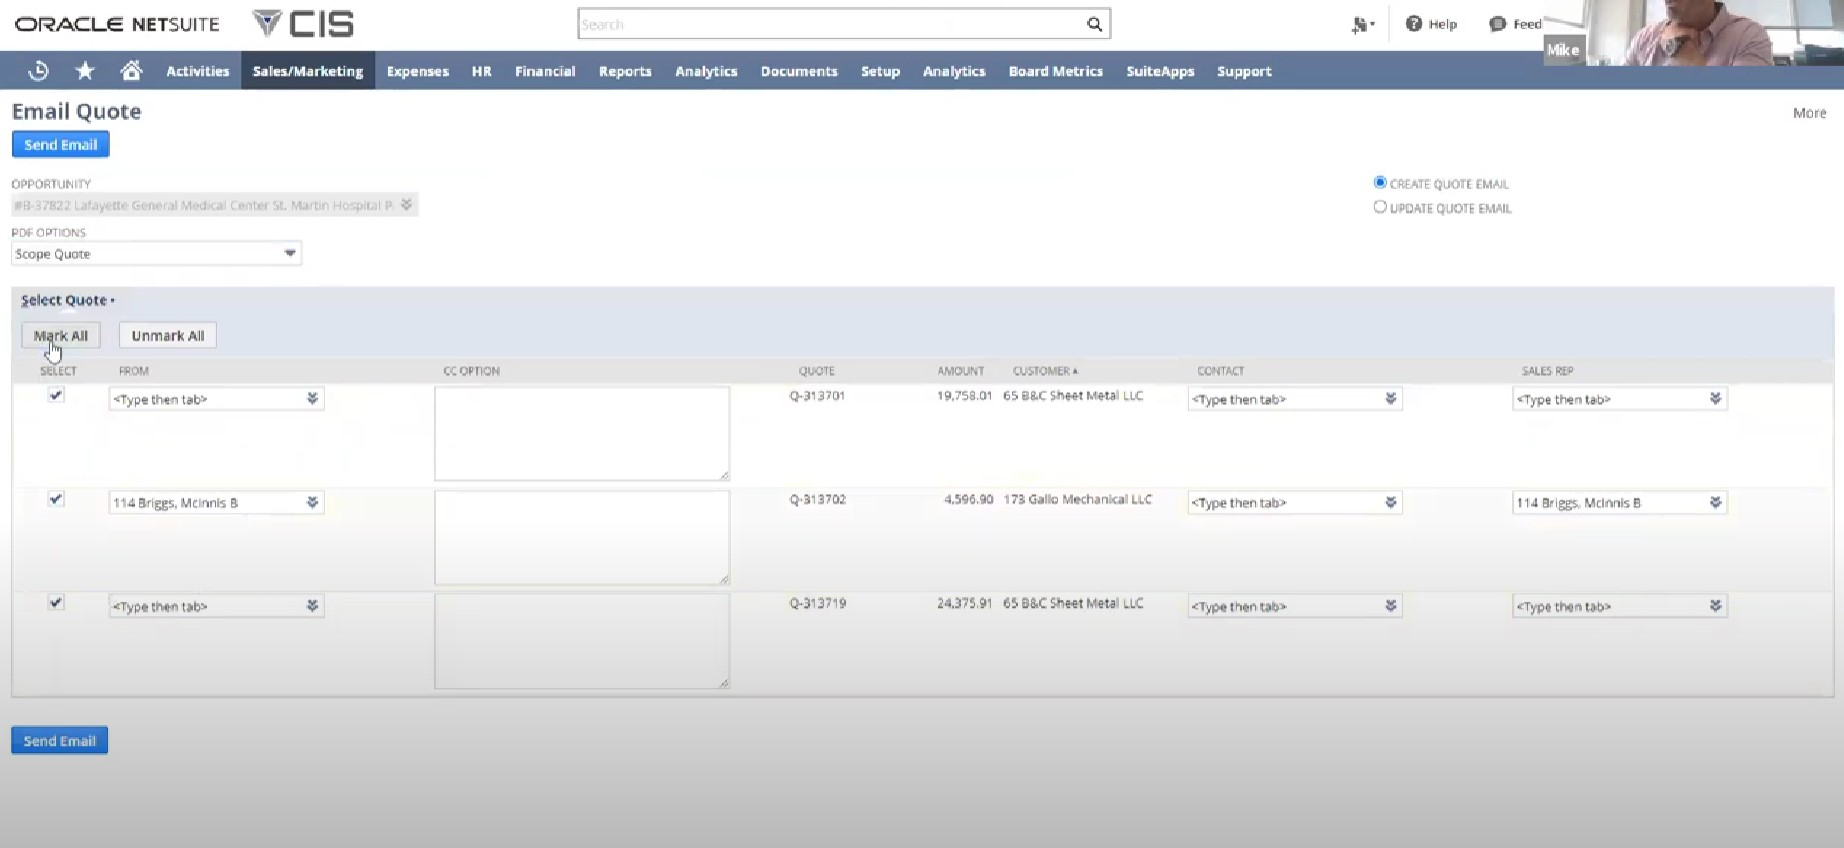 ORACLE NETSUITE CIS Search Help Feed
Mike
Activities Sales/Marketing Expenses HR Financial Reports Analytics Documents Setup Analytics Board Metrics SuiteApps Support
Email Quote More
Send Email
OPPORTUNITY CREATE QUOTE EMAIL
#B-37822 Lafayette General Medical Center St. Martin Hospital P. UPDATE QUOTE EMAIL
PDF OPTIONS
Scope Quote
Select Quote •
Mark All Unmark All
SELECT FROM CC OPTION QUOTE AMOUNT CUSTOMER CONTACT SALES REP
<Type then tab> Q-313701 19,758.01 65 B&C Sheet Metal LLC <Type then tab> <Type then tab>
114 Briggs, McInnis B Q-313702 4,596.90 173 Gallo Mechanical LLC <Type then tab> 114 Briggs, McInnis B
<Type then tab> Q-313719 24,375.91 65 B&C Sheet Metal LLC <Type then tab> <Type then tab>
Send Email